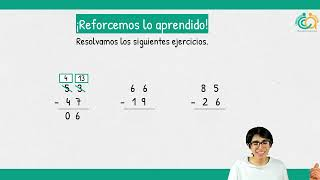 ¡Reforcemos lo aprendido!
Resolvamos los siguientes ejercicios.
4 13
5 3 6 6 8 5
- 4 7 - 1 9 - 2 6
0 6